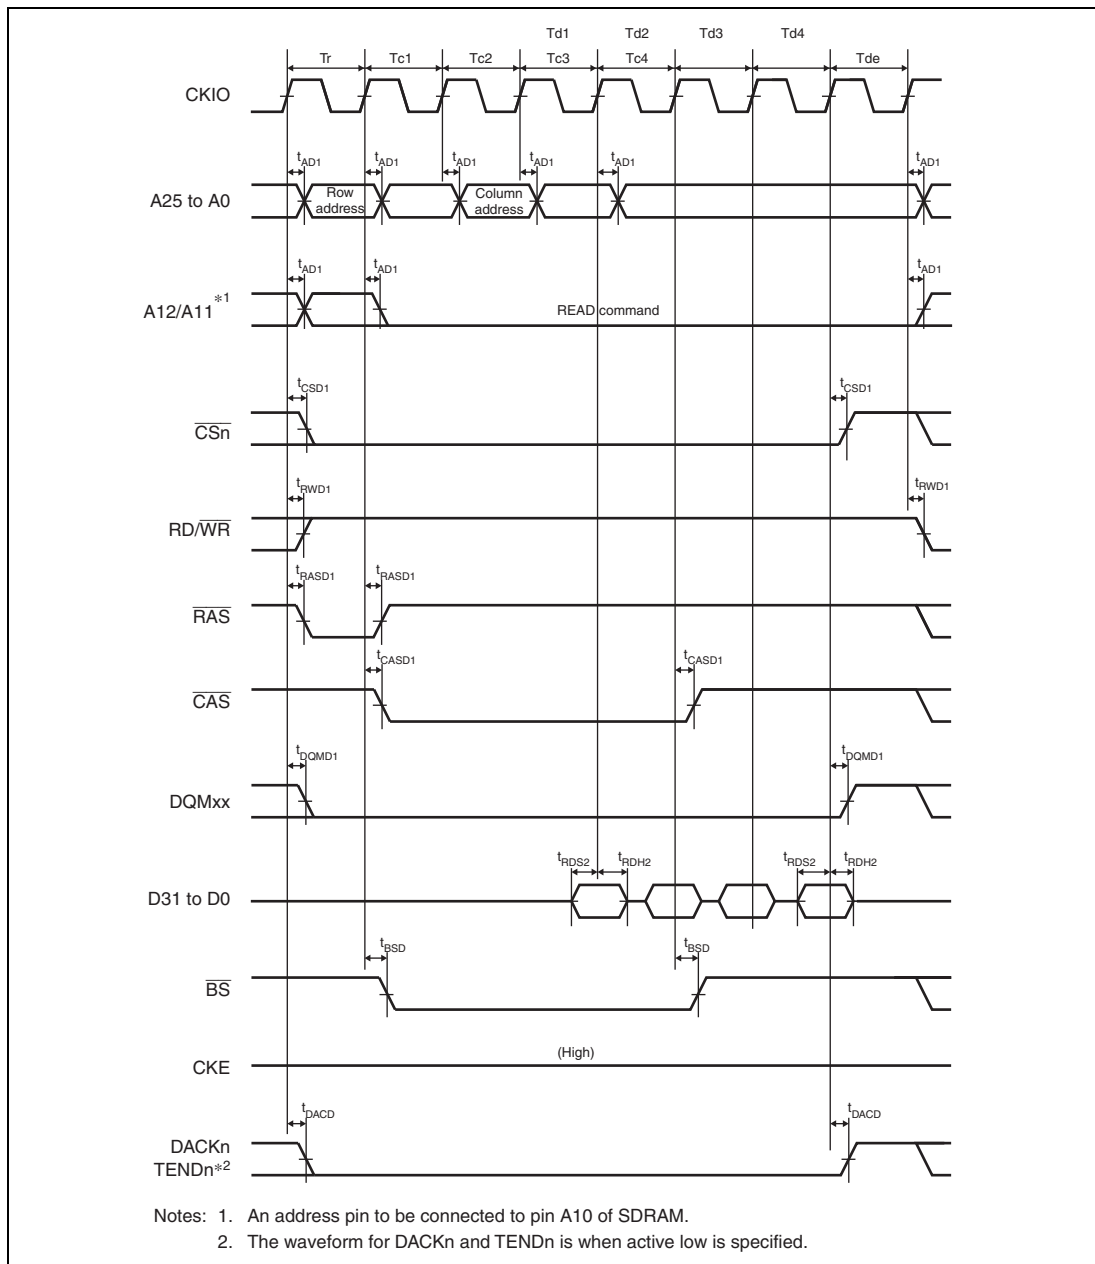 Td1 Td2 Td3 Td4
Tr Tc1 Tc2 Tc3 Tc4 Tde
CKIO
tAD1 tAD1 tAD1 tAD1 tAD1 tAD1
A25 to A0
Row address
Column address
tAD1 tAD1 tAD1
A12/A11*1
READ command
tCSD1 tCSD1
CSn
tRWD1 tRWD1
RD/WR
tRASD1 tRASD1
RAS
tCASD1 tCASD1
CAS
tDQMD1 tDQMD1
DQMxx
tRDS2 tRDH2 tRDS2 tRDH2
D31 to D0
tBSD tBSD
BS
(High)
CKE
tDACD tDACD
DACKn
TENDn*2
Notes: 1. An address pin to be connected to pin A10 of SDRAM.
2. The waveform for DACKn and TENDn is when active low is specified.